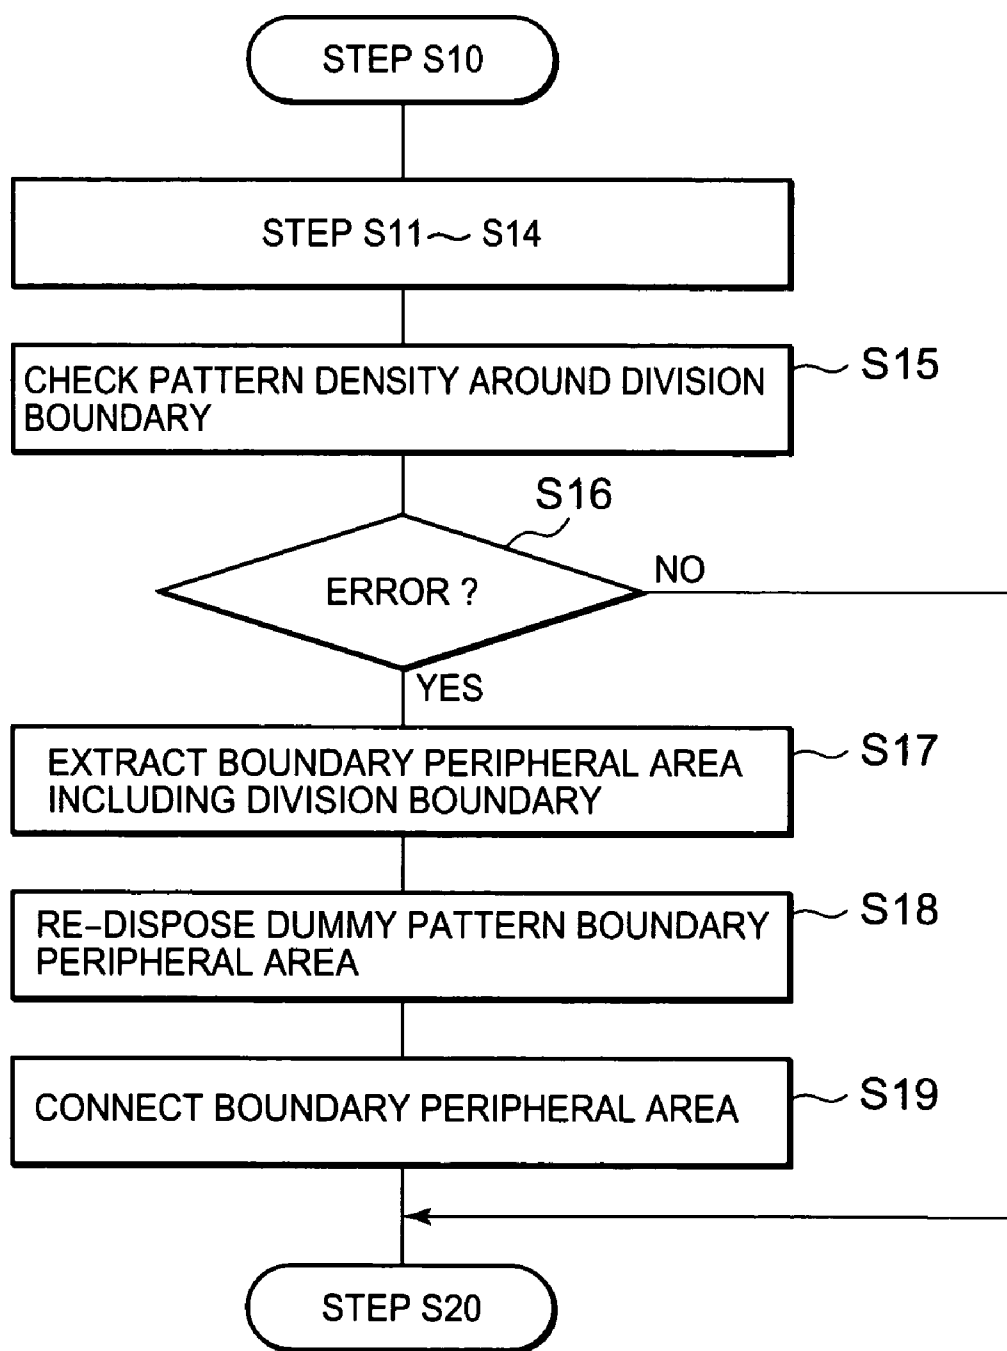 STEP S10
STEP S11～S14
CHECK PATTERN DENSITY AROUND DIVISION
BOUNDARY
S15
S16
ERROR ?
NO
YES
EXTRACT BOUNDARY PERIPHERAL AREA
INCLUDING DIVISION BOUNDARY
S17
RE-DISPOSE DUMMY PATTERN BOUNDARY
PERIPHERAL AREA
S18
CONNECT BOUNDARY PERIPHERAL AREA
S19
STEP S20